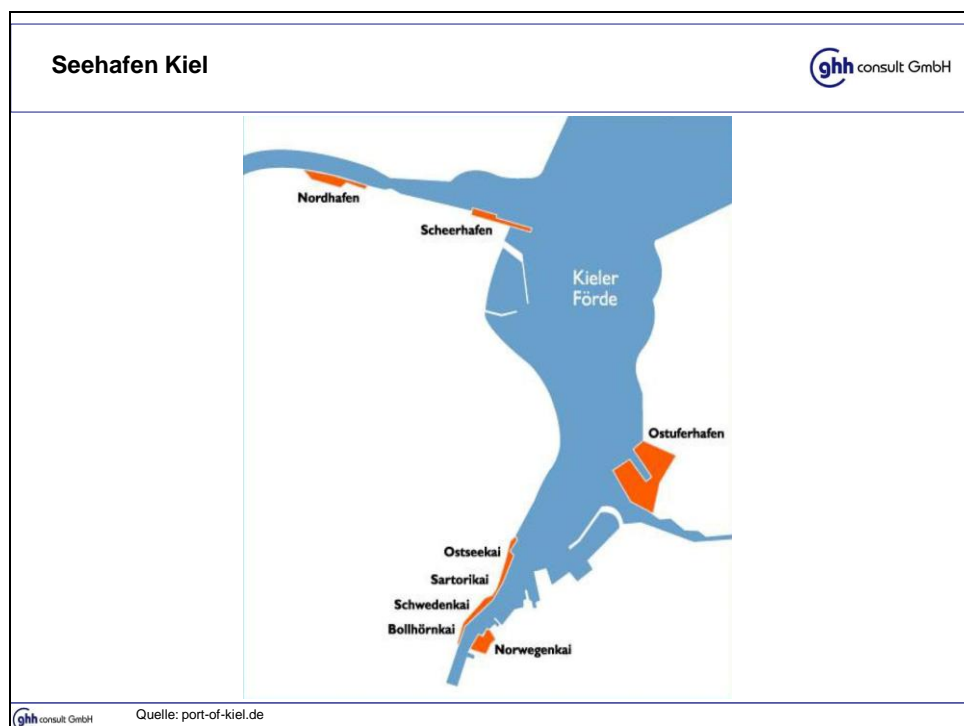 Seehafen Kiel
ghh consult GmbH
Nordhafen
Scheerhafen
Kieler
Förde
Ostuferhafen
Ostseekai
Sartorikai
Schwedenkai
Bollhörnkai
Norwegenkai
ghh consult GmbH
Quelle: port-of-kiel.de